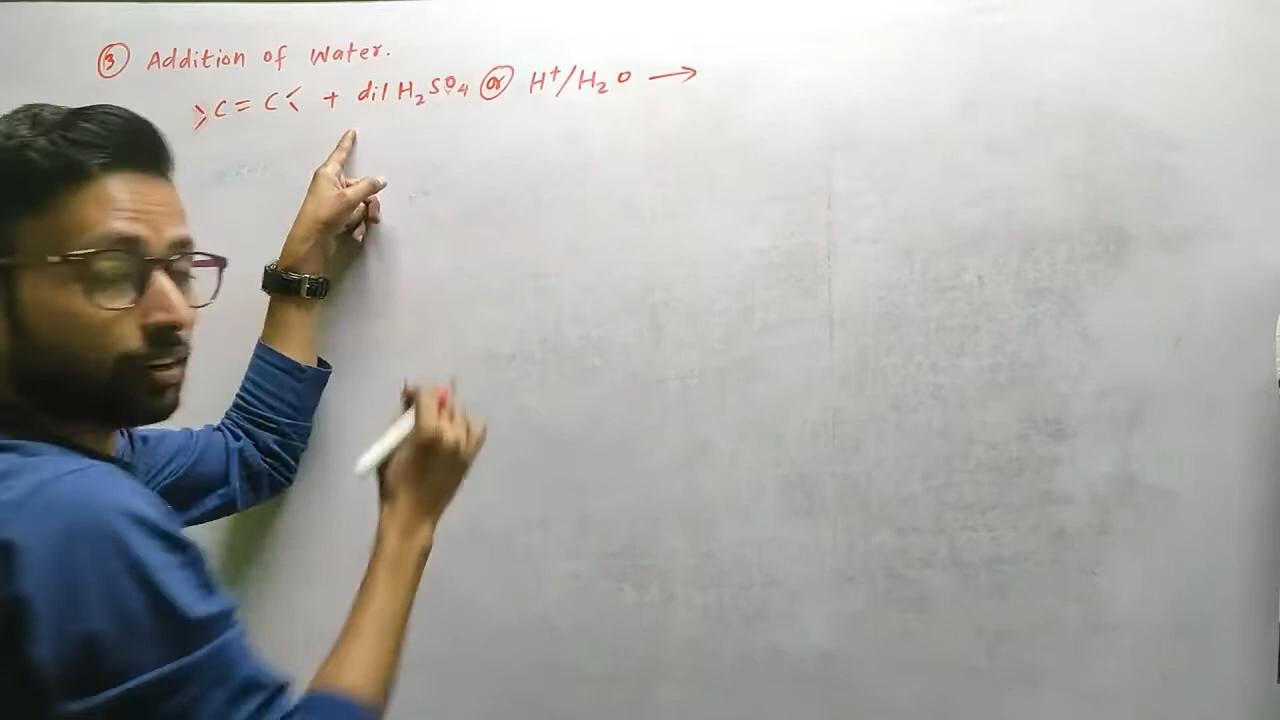 ③ Addition of Water.
>C=C< + dil H₂SO₄ or H⁺/H₂O ⟶